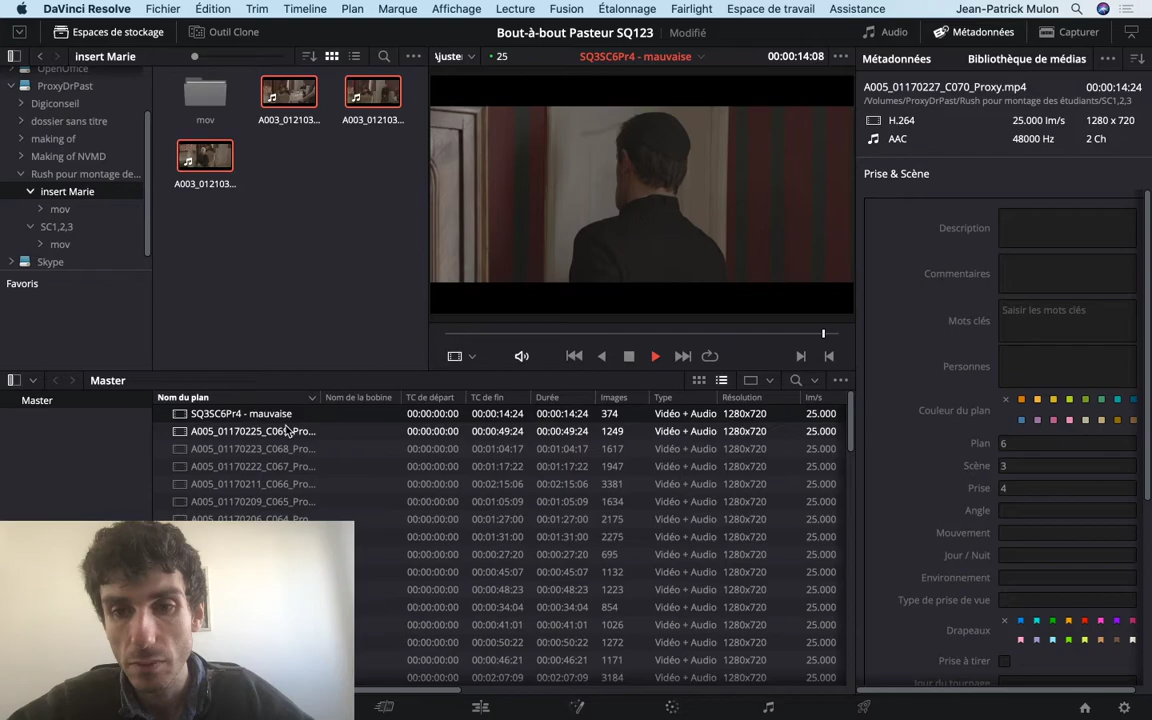 DaVinci Resolve Fichier Édition Trim Timeline Plan Marque Affichage Lecture Fusion Étalonnage Fairlight Espace de travail Assistance Jean-Patrick Mulon
Espaces de stockage Outil Clone Bout-à-bout Pasteur SQ123 Modifié Audio Métadonnées Capturer
insert Marie 25 SQ3SC6Pr4 - mauvaise 00:00:14:08 Métadonnées Bibliothèque de médias
OpenOffice
ProxyDrPast
Digiconseil
dossier sans titre
making of
Making of NVMD
Rush pour montage de...
insert Marie
mov
SC1,2,3
mov
Skype
Favoris
mov
A003_012103...
A003_012103...
A003_012103...
A005_01170227_C070_Proxy.mp4 00:00:14:24
/Volumes/ProxyDrPast/Rush pour montage des étudiants/SC1,2,3
H.264 25.000 Im/s 1280 x 720
AAC 48000 Hz 2 Ch
Prise & Scène
Description
Commentaires
Mots clés Saisir les mots clés
Personnes
Couleur du plan
Plan 6
Scène 3
Prise 4
Angle
Mouvement
Jour / Nuit
Environnement
Type de prise de vue
Drapeaux
Prise à tirer
Jour du tournage
Master
Master
Nom du plan Nom de la bobine TC de départ TC de fin Durée Images Type Résolution Im/s
SQ3SC6Pr4 - mauvaise 00:00:00:00 00:00:14:24 00:00:14:24 374 Vidéo + Audio 1280x720 25.000
00:00:00:00 00:00:49:24 00:00:49:24 1249 Vidéo + Audio 1280x720 25.000
A005_01170223_C068_Pro... 00:00:00:00 00:01:04:17 00:01:04:17 1617 Vidéo + Audio 1280x720 25.000
A005_01170222_C067_Pro... 00:00:00:00 00:01:17:22 00:01:17:22 1947 Vidéo + Audio 1280x720 25.000
A005_01170211_C066_Pro... 00:00:00:00 00:02:15:06 00:02:15:06 3381 Vidéo + Audio 1280x720 25.000
A005_01170209_C065_Pro... 00:00:00:00 00:01:05:09 00:01:05:09 1634 Vidéo + Audio 1280x720 25.000
A005_01170206_C064_Pro... 00:00:00:00 00:01:27:00 00:01:27:00 2175 Vidéo + Audio 1280x720 25.000
00:00:00:00 00:01:31:00 00:01:31:00 2275 Vidéo + Audio 1280x720 25.000
00:00:00:00 00:00:27:20 00:00:27:20 695 Vidéo + Audio 1280x720 25.000
00:00:00:00 00:00:45:07 00:00:45:07 1132 Vidéo + Audio 1280x720 25.000
00:00:00:00 00:00:48:23 00:00:48:23 1223 Vidéo + Audio 1280x720 25.000
00:00:00:00 00:00:34:04 00:00:34:04 854 Vidéo + Audio 1280x720 25.000
00:00:00:00 00:00:41:01 00:00:41:01 1026 Vidéo + Audio 1280x720 25.000
00:00:00:00 00:00:50:22 00:00:50:22 1272 Vidéo + Audio 1280x720 25.000
00:00:00:00 00:00:46:21 00:00:46:21 1171 Vidéo + Audio 1280x720 25.000
00:00:00:00 00:02:07:09 00:02:07:09 3184 Vidéo + Audio 1280x720 25.000